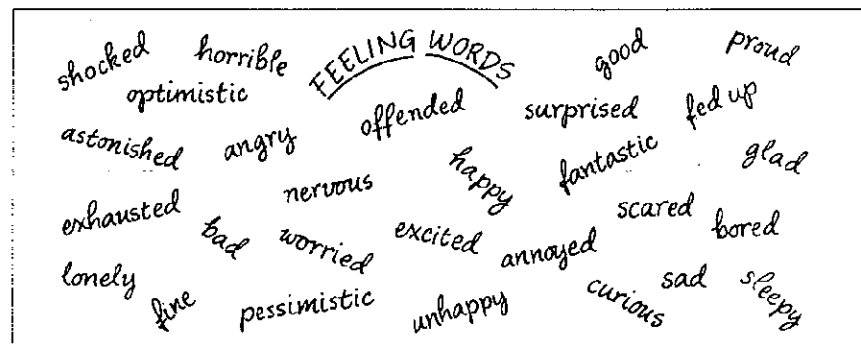 FEELING WORDS
shocked horrible good proud
optimistic offended surprised fed up
astonished angry happy fantastic glad
exhausted nervous scared bored
bad worried excited annoyed
lonely fine pessimistic unhappy curious sad sleepy